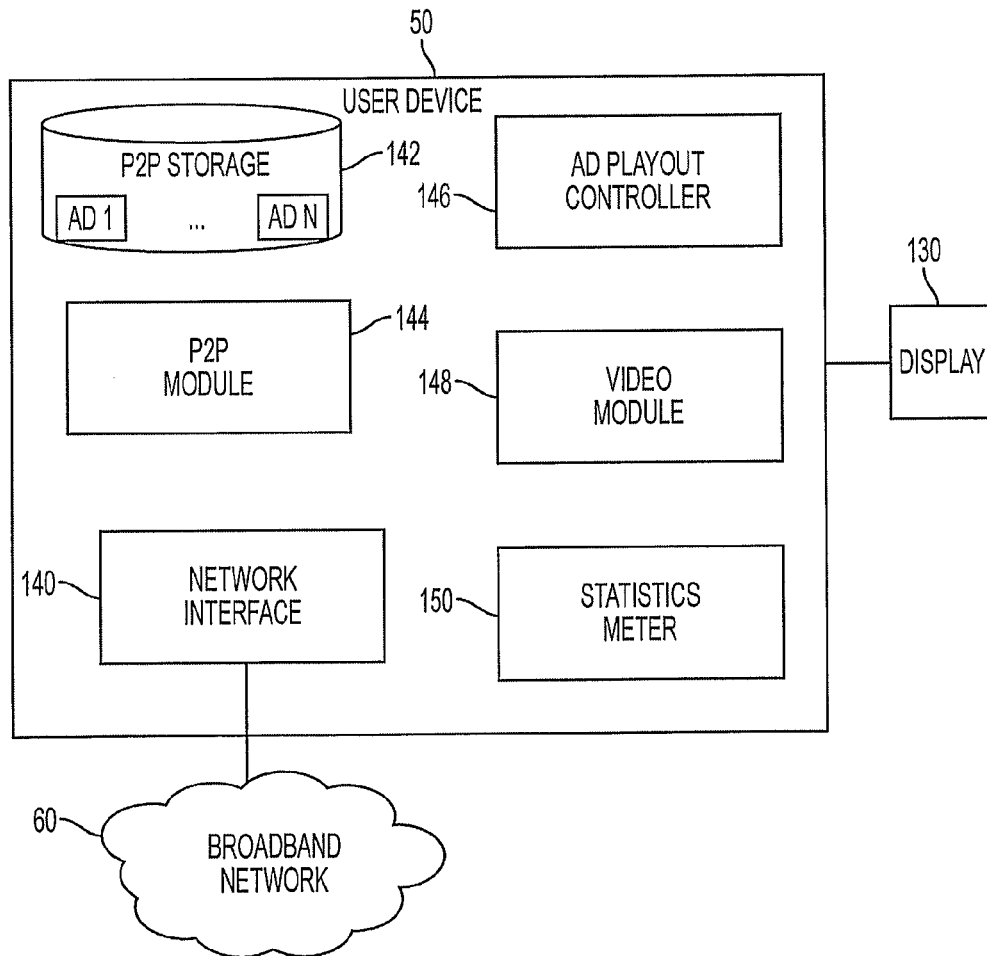 50
USER DEVICE
P2P STORAGE
142
AD 1
...
AD N
146
AD PLAYOUT
CONTROLLER
130
DISPLAY
144
P2P
MODULE
148
VIDEO
MODULE
140
NETWORK
INTERFACE
150
STATISTICS
METER
60
BROADBAND
NETWORK